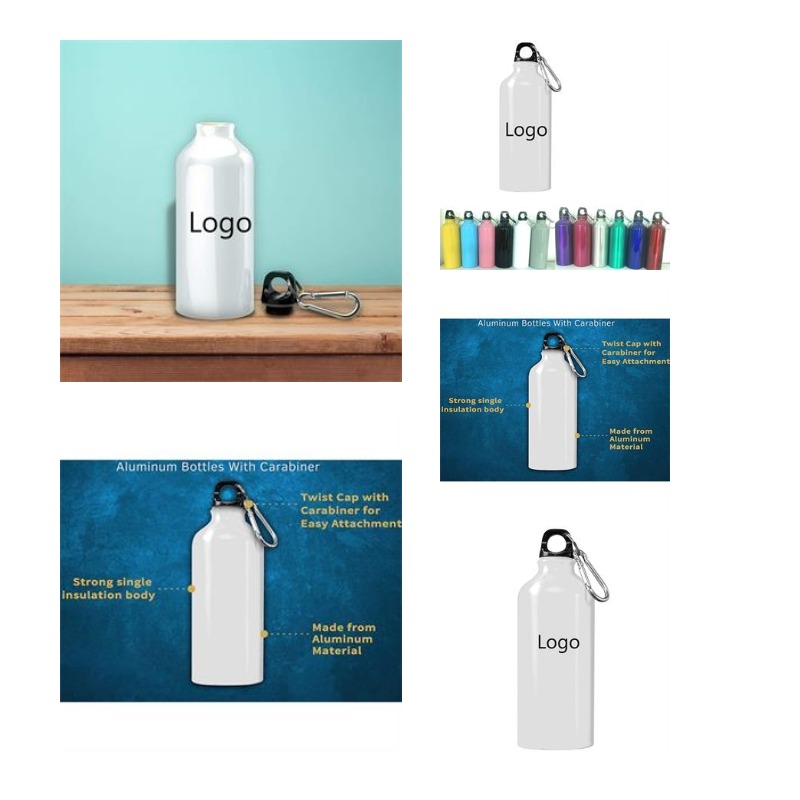 Logo
Logo
Aluminum Bottles With Carabiner
Twist Cap with
Carabiner for
Easy Attachment
Strong single
insulation body
Made from
Aluminum
Material
Aluminum Bottles With Carabiner
Twist Cap with
Carabiner for
Easy Attachment
Strong single
insulation body
Made from
Aluminum
Material
Logo